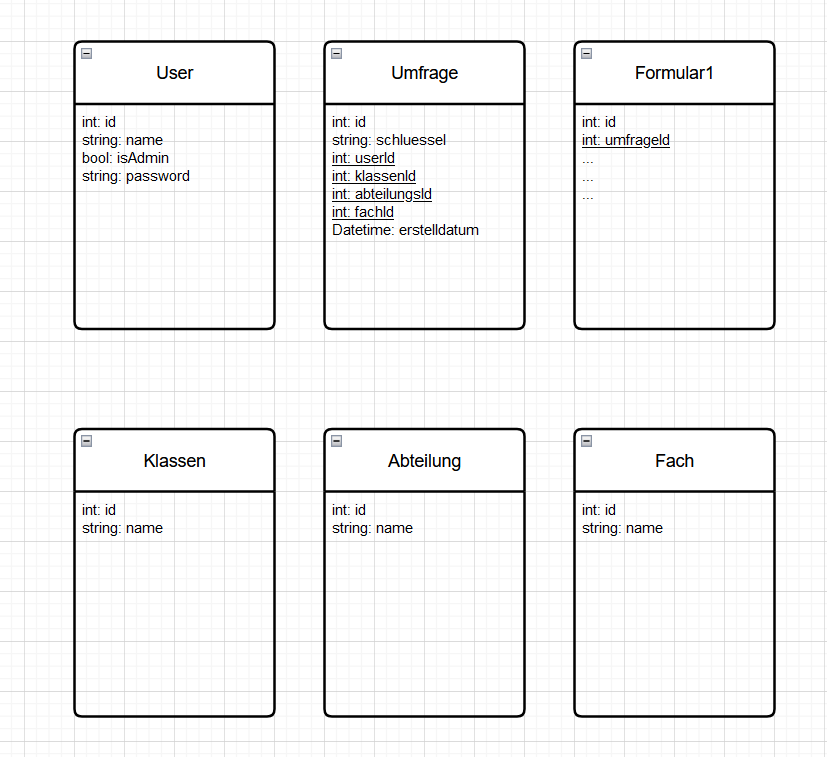 User
int: id
string: name
bool: isAdmin
string: password
Umfrage
int: id
string: schluessel
int: userId
int: klassenId
int: abteilungsId
int: fachId
Datetime: erstelldatum
Formular1
int: id
int: umfrageId
...
...
...
Klassen
int: id
string: name
Abteilung
int: id
string: name
Fach
int: id
string: name